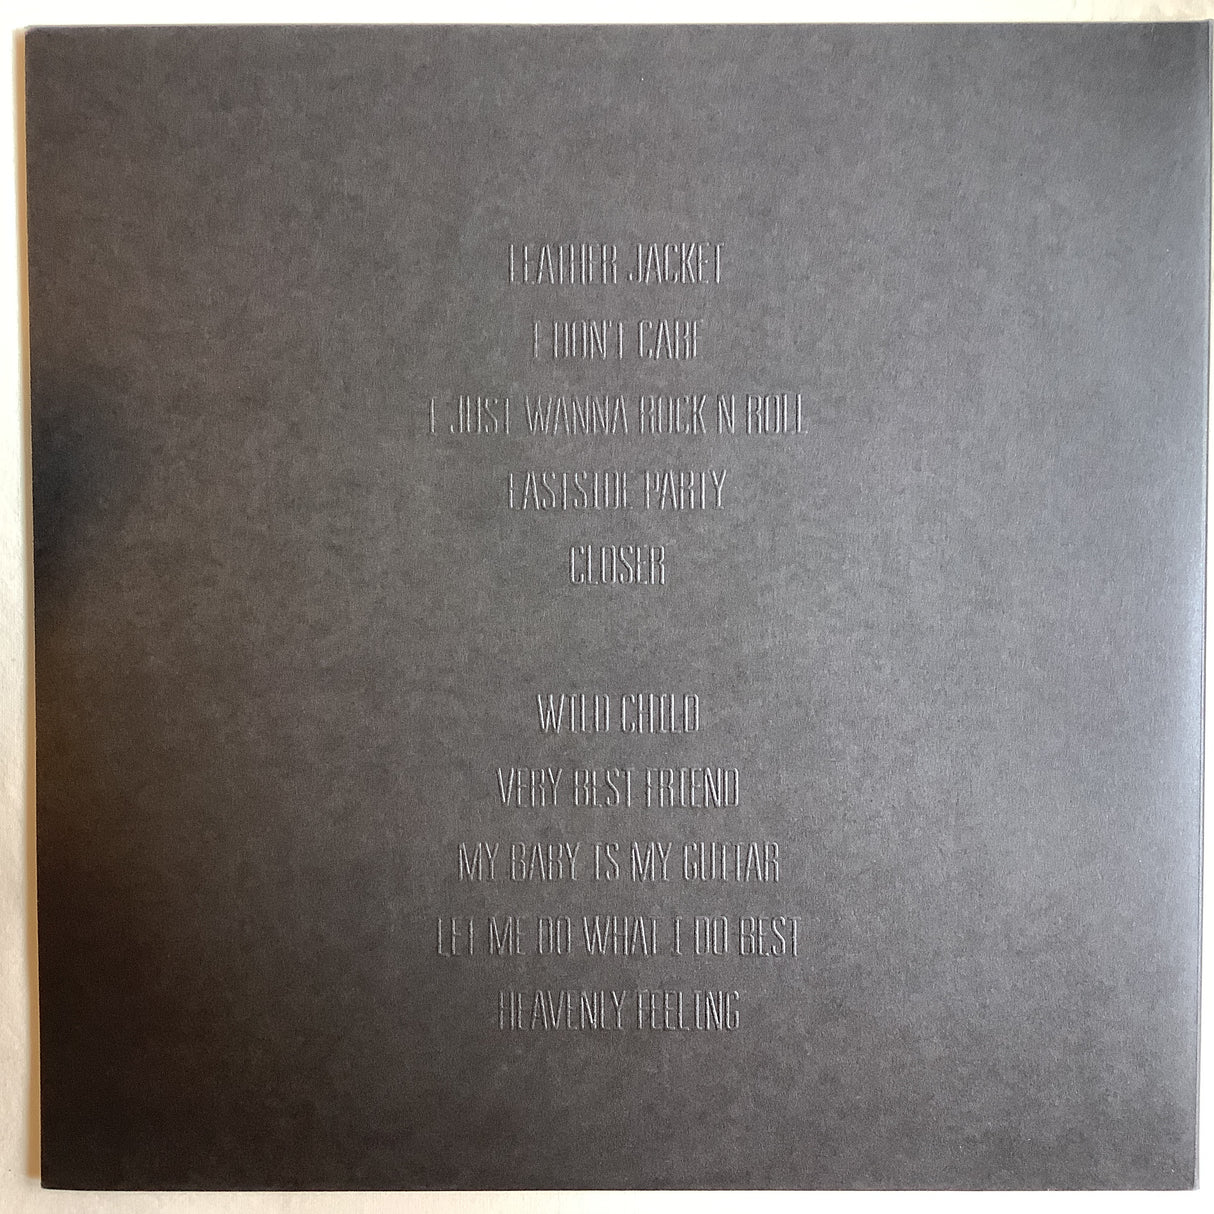 LEATHER JACKET
I DON'T CARE
I JUST WANNA ROCK N ROLL
EASTSIDE PARTY
CLOSER
WILD CHILD
VERY BEST FRIEND
MY BABY IS MY GUITAR
LET ME DO WHAT I DO BEST
HEAVENLY FEELING